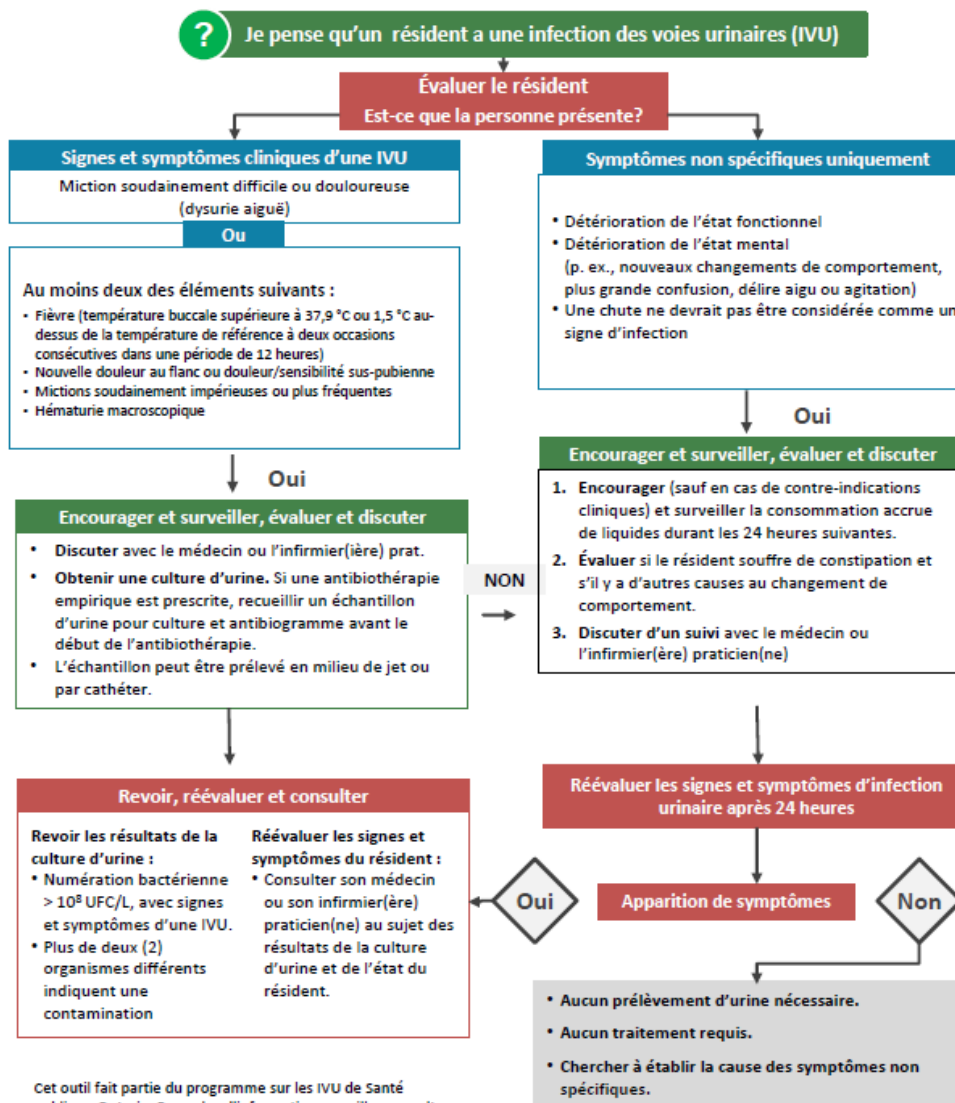 ?
Je pense qu'un résident a une infection des voies urinaires (IVU)
Évaluer le résident
Est-ce que la personne présente?
Signes et symptômes cliniques d'une IVU
Miction soudainement difficile ou douloureuse
(dysurie aiguë)
Ou
Au moins deux des éléments suivants :
• Fièvre (température buccale supérieure à 37,9 °C ou 1,5 °C au-
dessus de la température de référence à deux occasions
consécutives dans une période de 12 heures)
• Nouvelle douleur au flanc ou douleur/sensibilité sus-pubienne
• Mictions soudainement impérieuses ou plus fréquentes
• Hématurie macroscopique
Oui
Encourager et surveiller, évaluer et discuter
• Discuter avec le médecin ou l'infirmier(ière) prat.
• Obtenir une culture d'urine. Si une antibiothérapie
empirique est prescrite, recueillir un échantillon
d'urine pour culture et antibiogramme avant le
début de l'antibiothérapie.
• L'échantillon peut être prélevé en milieu de jet ou
par cathéter.
NON
Symptômes non spécifiques uniquement
• Détérioration de l'état fonctionnel
• Détérioration de l'état mental
(p. ex., nouveaux changements de comportement,
plus grande confusion, délire aigu ou agitation)
• Une chute ne devrait pas être considérée comme un
signe d'infection
Oui
Encourager et surveiller, évaluer et discuter
1. Encourager (sauf en cas de contre-indications
cliniques) et surveiller la consommation accrue
de liquides durant les 24 heures suivantes.
2. Évaluer si le résident souffre de constipation et
s'il y a d'autres causes au changement de
comportement.
3. Discuter d'un suivi avec le médecin ou
l'infirmier(ère) praticien(ne)
Réévaluer les signes et symptômes d'infection
urinaire après 24 heures
Apparition de symptômes
Oui
Non
Revoir, réévaluer et consulter
Revoir les résultats de la
culture d'urine :
• Numération bactérienne
> 10⁸ UFC/L, avec signes
et symptômes d'une IVU.
• Plus de deux (2)
organismes différents
indiquent une
contamination
Réévaluer les signes et
symptômes du résident :
• Consulter son médecin
ou son infirmier(ère)
praticien(ne) au sujet des
résultats de la culture
d'urine et de l'état du
résident.
• Aucun prélèvement d'urine nécessaire.
• Aucun traitement requis.
• Chercher à établir la cause des symptômes non
spécifiques.
Cet outil fait partie du programme sur les IVU de Santé